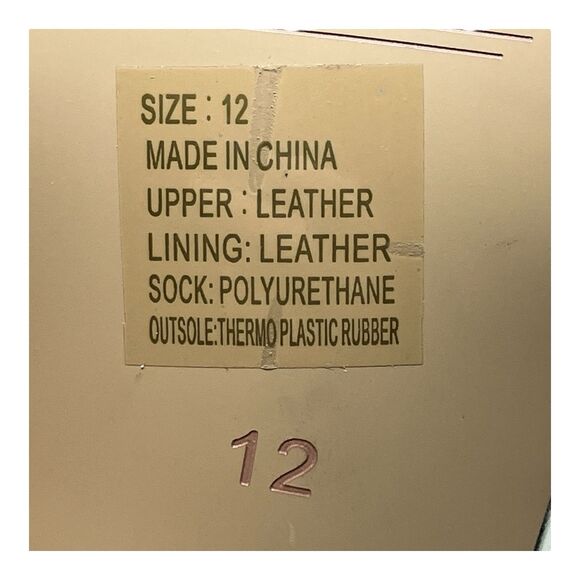 SIZE : 12
MADE IN CHINA
UPPER : LEATHER
LINING: LEATHER
SOCK: POLYURETHANE
OUTSOLE:THERMO PLASTIC RUBBER
12